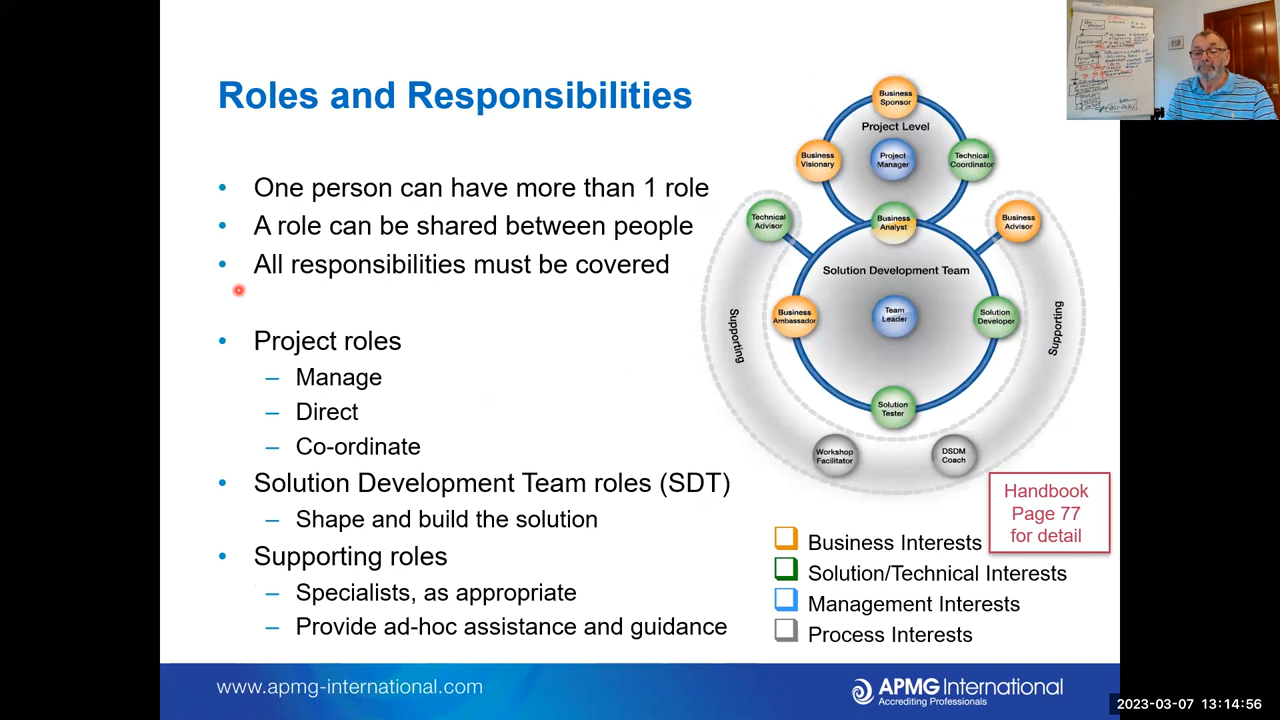 Roles and Responsibilities
• One person can have more than 1 role
• A role can be shared between people
• All responsibilities must be covered
• Project roles
– Manage
– Direct
– Co-ordinate
• Solution Development Team roles (SDT)
– Shape and build the solution
• Supporting roles
– Specialists, as appropriate
– Provide ad-hoc assistance and guidance
Business
Sponsor
Project Level
Business
Visionary
Project
Manager
Technical
Coordinator
Technical
Advisor
Business
Analyst
Business
Advisor
Solution Development Team
Business
Ambassador
Team
Leader
Solution
Developer
Supporting
Supporting
Solution
Tester
Workshop
Facilitator
DSDM
Coach
Handbook
Page 77
for detail
Business Interests
Solution/Technical Interests
Management Interests
Process Interests
www.apmg-international.com
APMG International
Accrediting Professionals
2023-03-07 13:14:56